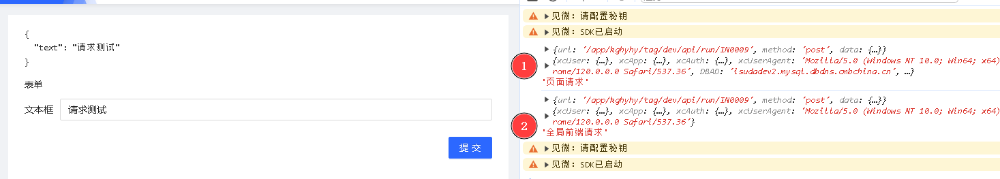 {
"text": "请求测试"
}
表单
文本框 请求测试
提 交
见微: 请配置秘钥
见微: SDK已启动
1
{url: '/app/kghyhy/tag/dev/api/run/IN0009', method: 'post', data: {…}}
{xcUser: {…}, xcApp: {…}, xcAuth: {…}, xcUserAgent: 'Mozilla/5.0 (Windows NT 10.0; Win64; x64)
rome/120.0.0.0 Safari/537.36', DBAD: 'isudadev2.mysql.dbdns.cmbchina.cn', …}
'页面请求'
2
{url: '/app/kghyhy/tag/dev/api/run/IN0009', method: 'post', data: {…}}
{xcUser: {…}, xcApp: {…}, xcAuth: {…}, xcUserAgent: 'Mozilla/5.0 (Windows NT 10.0; Win64; x64)
rome/120.0.0.0 Safari/537.36'}
'全局前端请求'
见微: 请配置秘钥
见微: SDK已启动